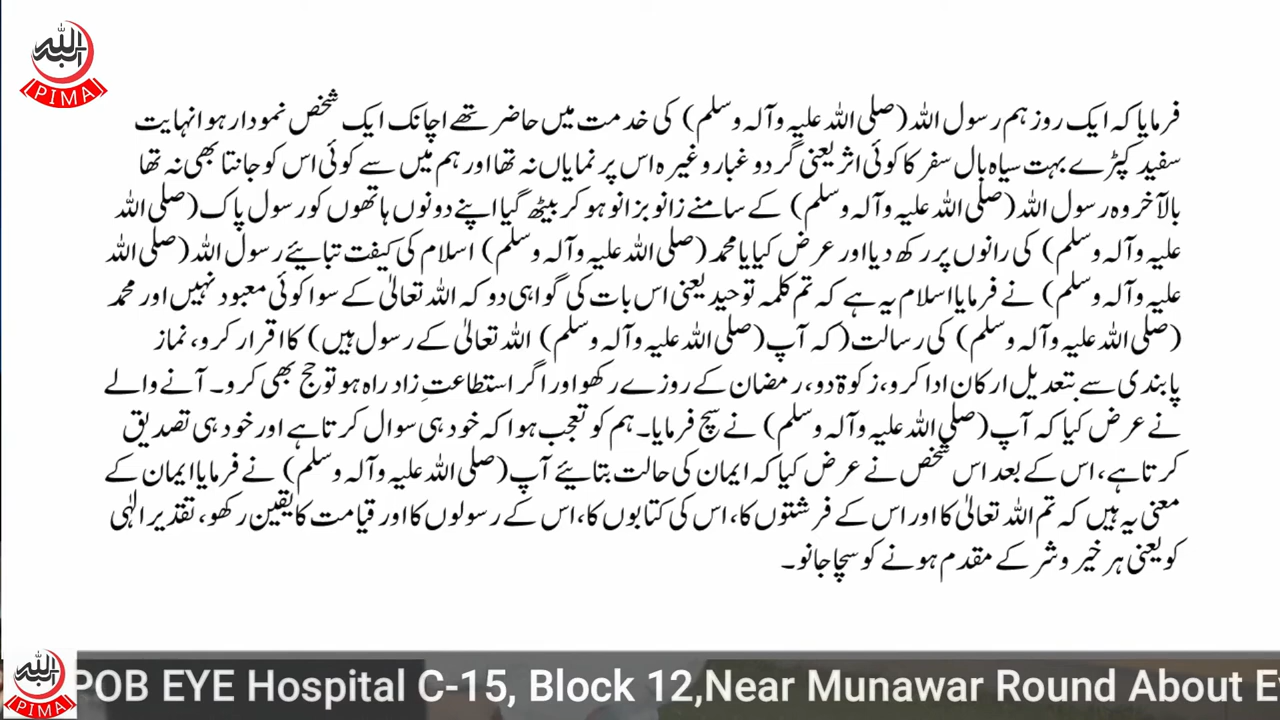 اللہ
PIMA
فرمایا کہ ایک روز ہم رسول اللہ (صلی اللہ علیہ وآلہ وسلم) کی خدمت میں حاضر تھے اچانک ایک شخص نمودار ہوا نہایت
سفید کپڑے بہت سیاہ بال سفر کا کوئی اثر یعنی گرد و غبار وغیرہ اس پر نمایاں نہ تھا اور ہم میں سے کوئی اس کو جانتا بھی نہ تھا
بالآخر وہ رسول اللہ (صلی اللہ علیہ وآلہ وسلم) کے سامنے زانو بزانو ہو کر بیٹھ گیا اپنے دونوں ہاتھوں کو رسول پاک (صلی اللہ
علیہ وآلہ وسلم) کی رانوں پر رکھ دیا اور عرض کیا یا محمد (صلی اللہ علیہ وآلہ وسلم) اسلام کی کیفت تبایئے رسول اللہ (صلی اللہ
علیہ وآلہ وسلم) نے فرمایا اسلام یہ ہے کہ تم کلمہ توحید یعنی اس بات کی گواہی دو کہ اللہ تعالیٰ کے سوا کوئی معبود نہیں اور محمد
(صلی اللہ علیہ وآلہ وسلم) کی رسالت (کہ آپ (صلی اللہ علیہ وآلہ وسلم) اللہ تعالیٰ کے رسول ہیں) کا اقرار کرو، نماز
پابندی سے بتعدیل ارکان ادا کرو، زکوۃ دو، رمضان کے روزے رکھو اور اگر استطاعتِ زاد راہ ہو تو حج بھی کرو۔ آنے والے
نے عرض کیا کہ آپ (صلی اللہ علیہ وآلہ وسلم) نے سچ فرمایا۔ ہم کو تعجب ہوا کہ خود ہی سوال کرتا ہے اور خود ہی تصدیق
کرتا ہے، اس کے بعد اس شخص نے عرض کیا کہ ایمان کی حالت بتایئے آپ (صلی اللہ علیہ وآلہ وسلم) نے فرمایا ایمان کے
معنی یہ ہیں کہ تم اللہ تعالیٰ کا اور اس کے فرشتوں کا، اس کی کتابوں کا، اس کے رسولوں کا اور قیامت کا یقین رکھو، تقدیر الٰہی
کو یعنی ہر خیر و شر کے مقدم ہونے کو سچا جانو۔
اللہ
PIMA
POB EYE Hospital C-15, Block 12,Near Munawar Round About E